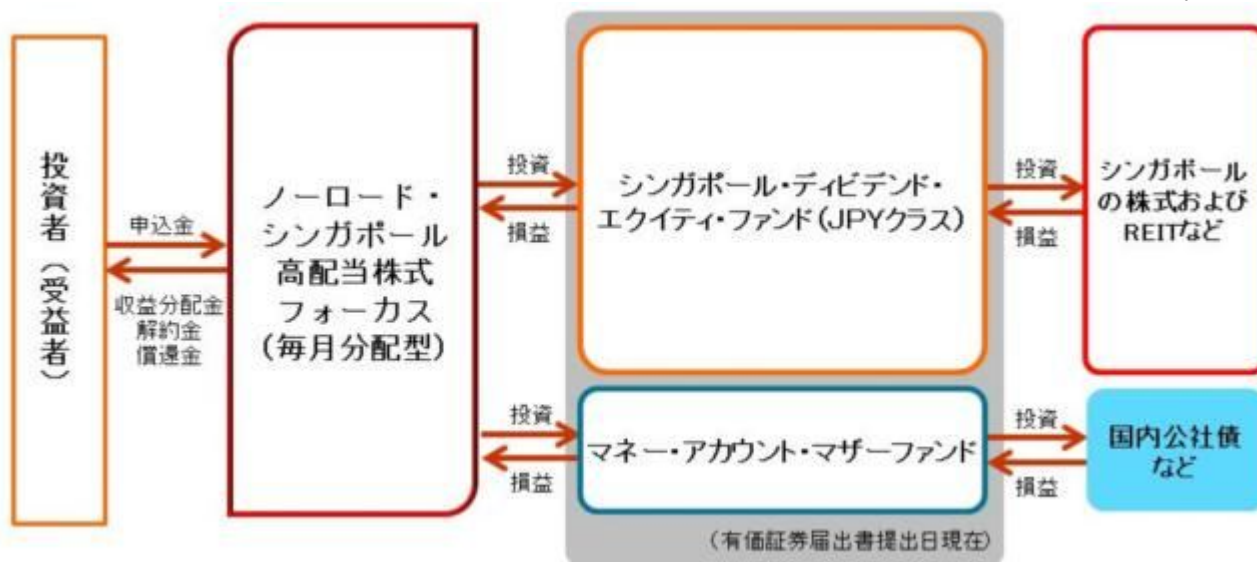 投資者（受益者）
申込金
収益分配金
解約金
償還金
ノーロード・
シンガポール
高配当株式
フォーカス
（毎月分配型）
投資
損益
シンガポール・ディビデンド・
エクイティ・ファンド（JPYクラス）
投資
損益
シンガポール
の株式および
REITなど
投資
損益
マネー・アカウント・マザーファンド
投資
損益
国内公社債
など
（有価証券届出書提出日現在）